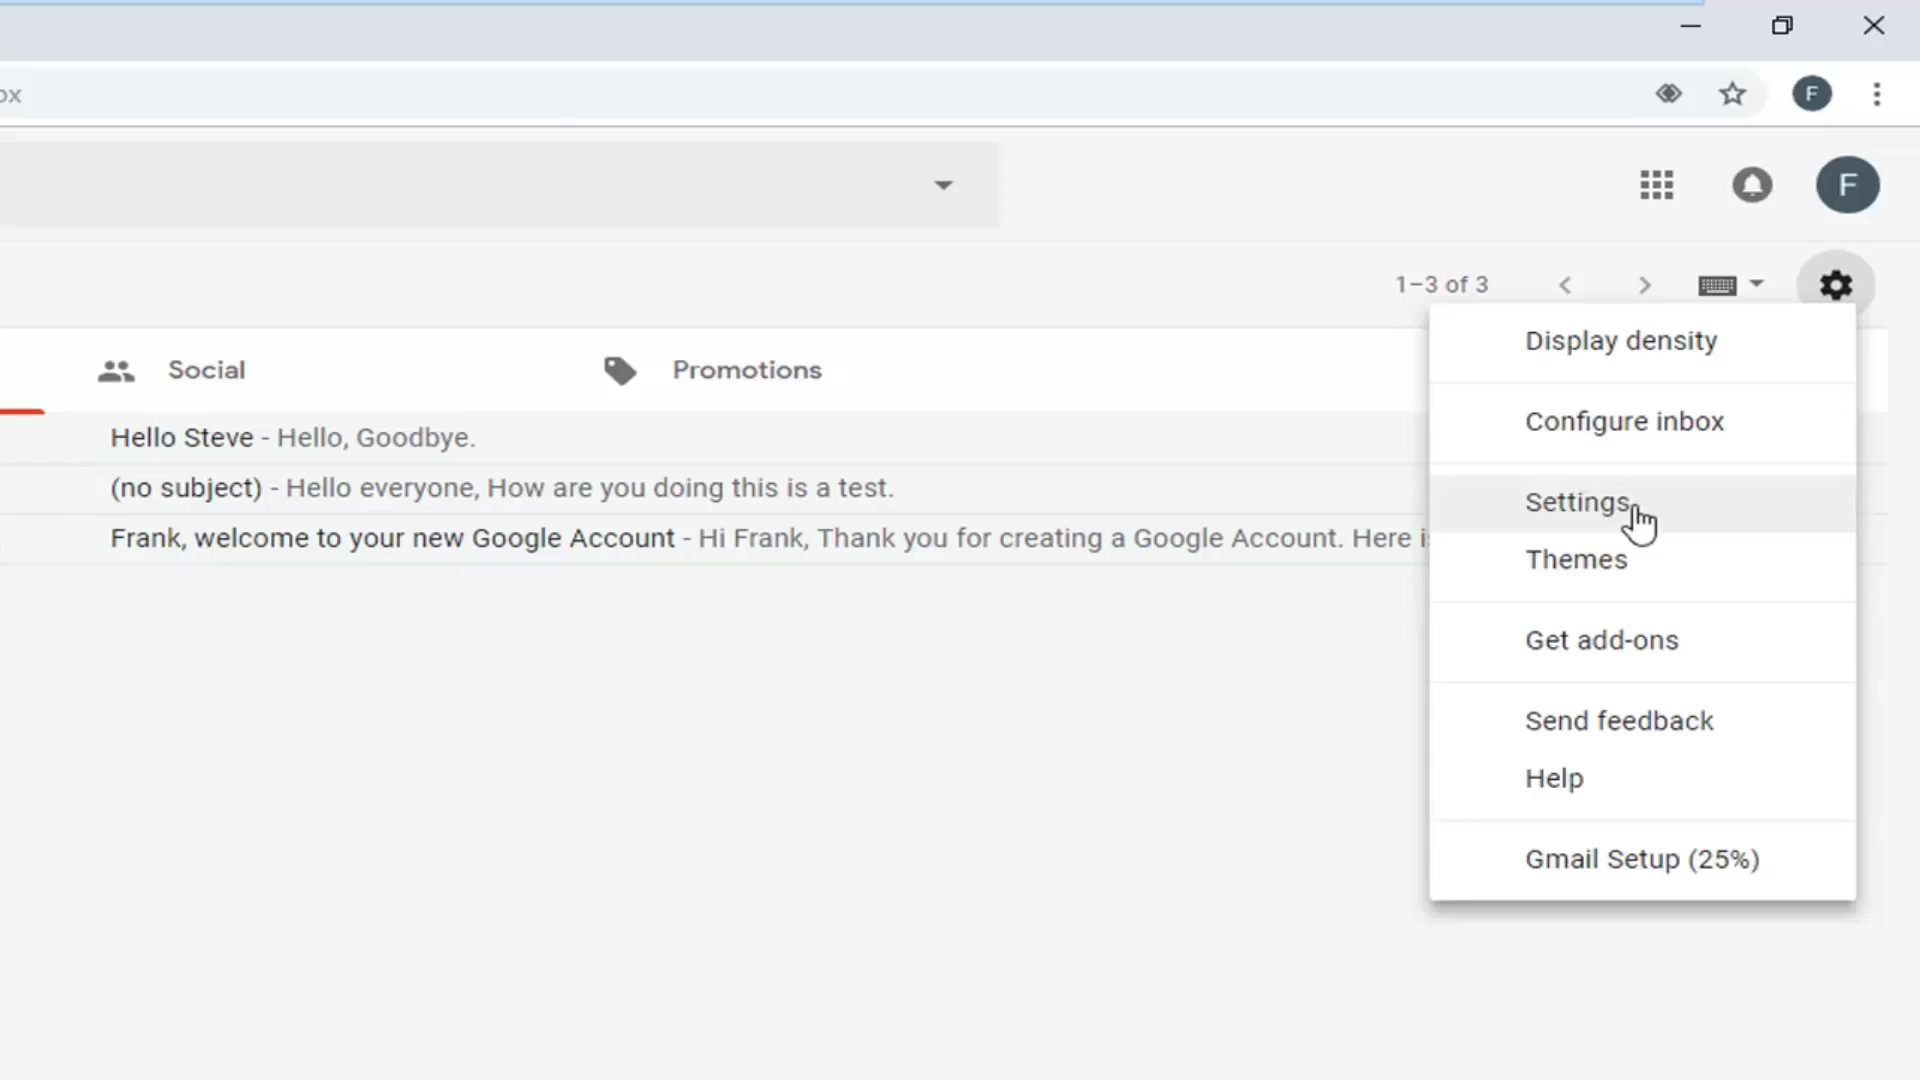 ox
F
F
1–3 of 3
Social
Promotions
Hello Steve - Hello, Goodbye.
(no subject) - Hello everyone, How are you doing this is a test.
Frank, welcome to your new Google Account - Hi Frank, Thank you for creating a Google Account. Here i
Display density
Configure inbox
Settings
Themes
Get add-ons
Send feedback
Help
Gmail Setup (25%)